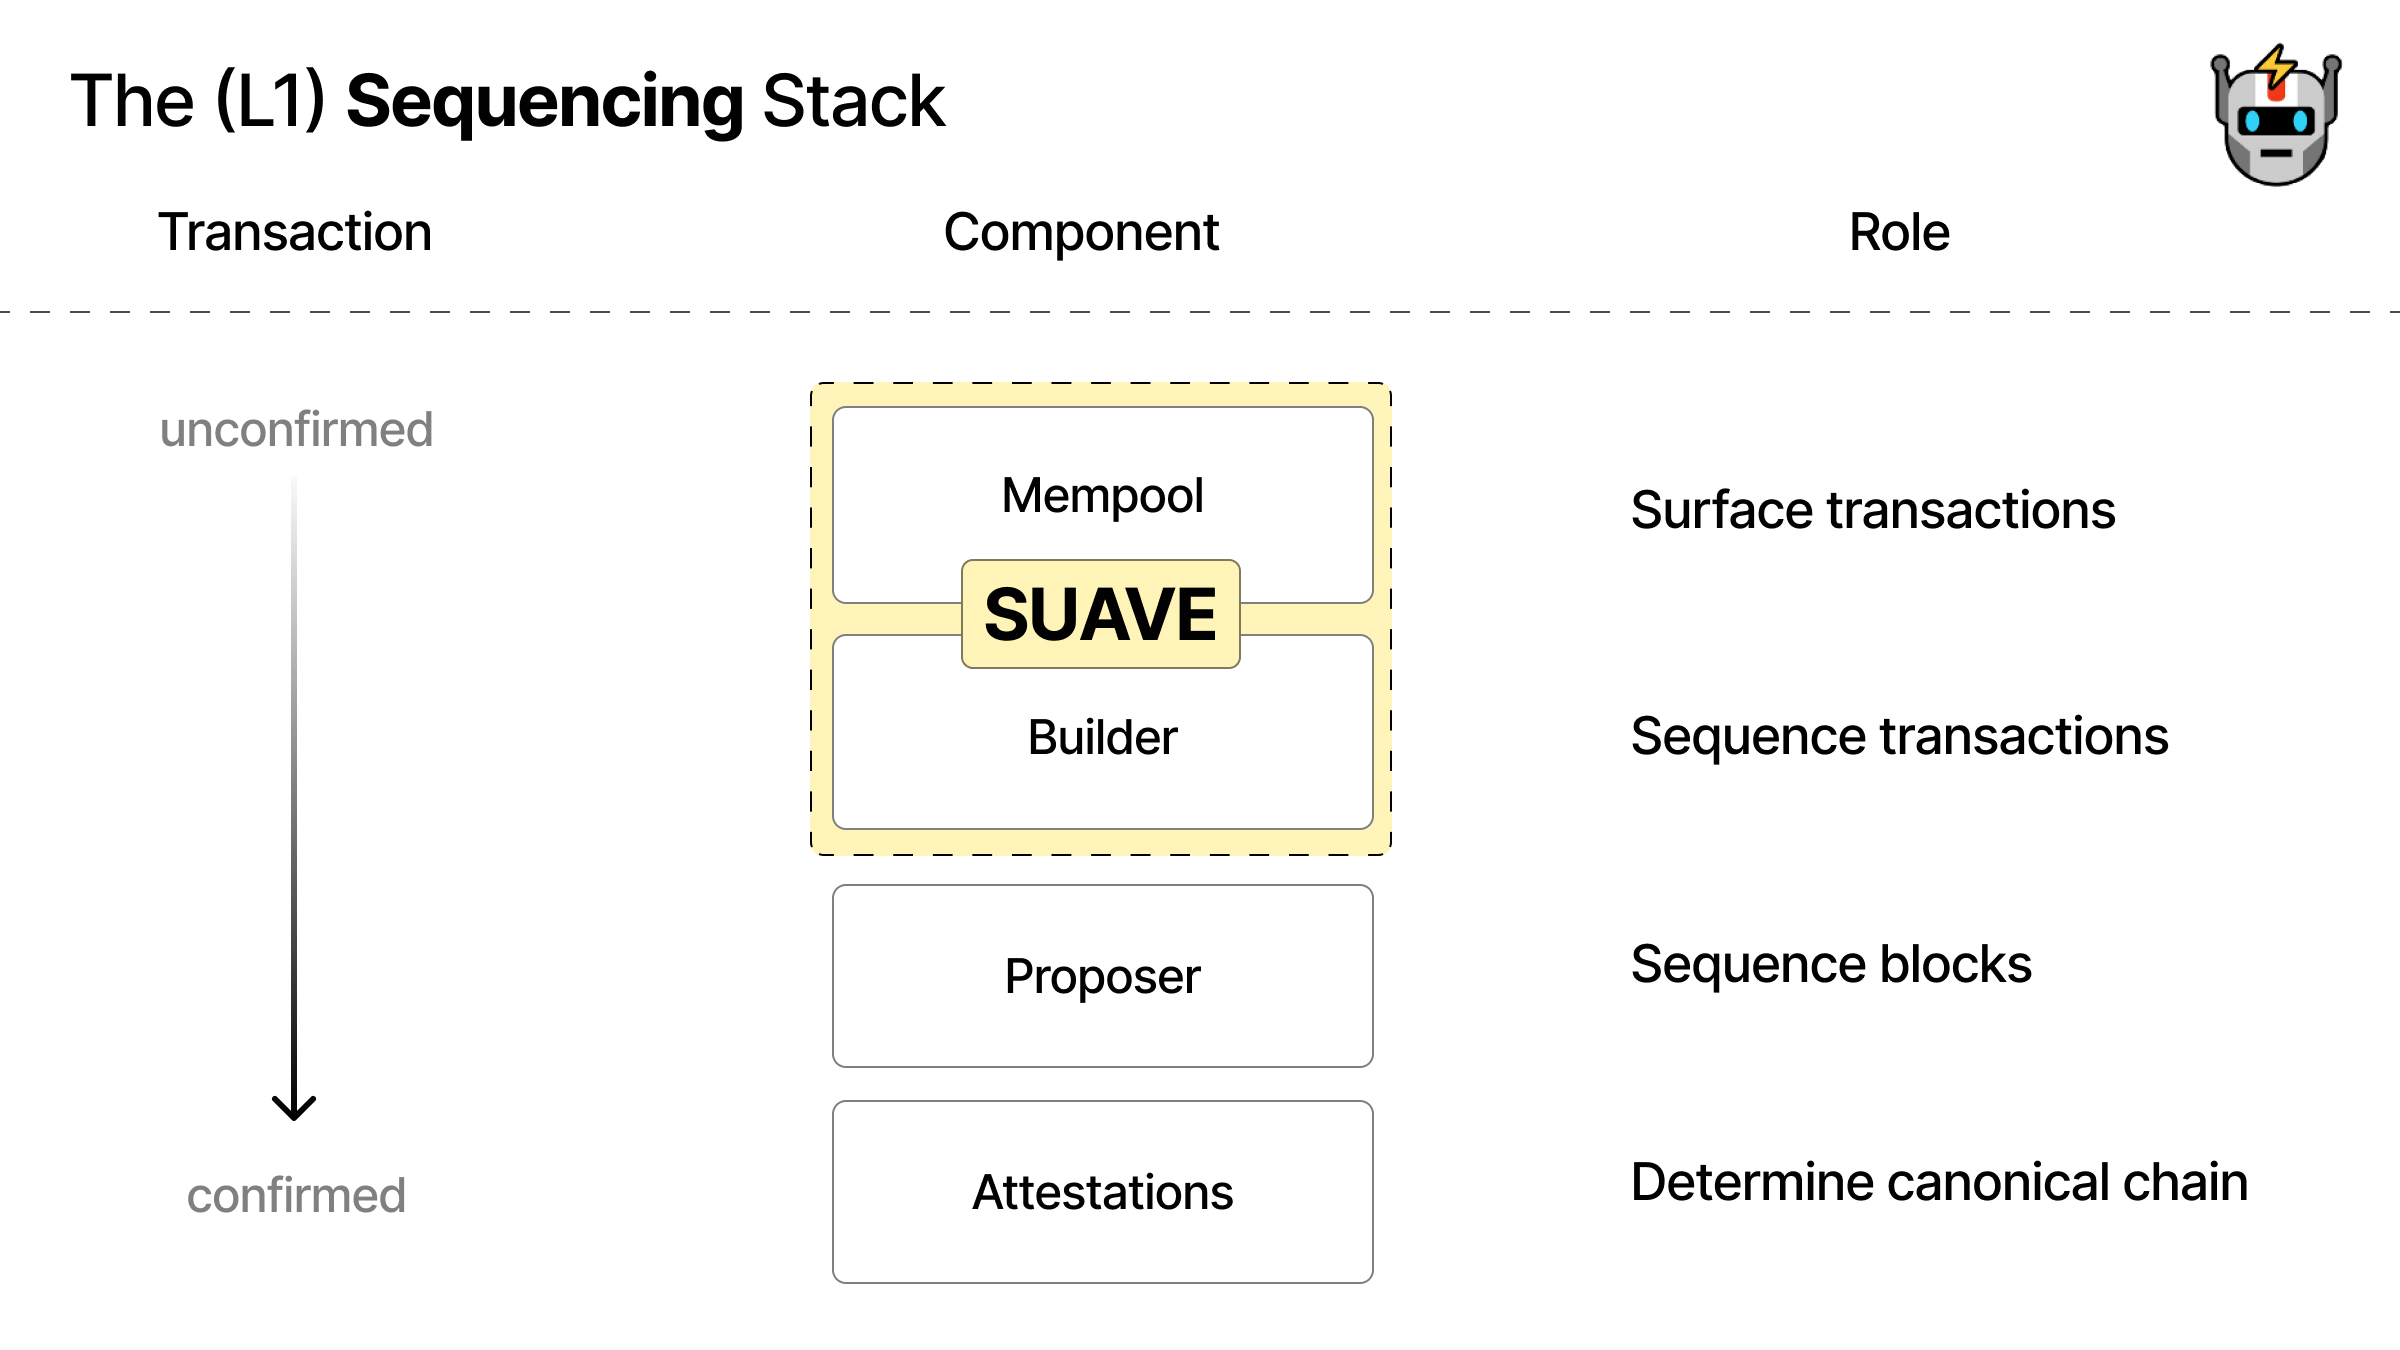 The (L1) Sequencing Stack
Transaction
Component
Role
unconfirmed
Mempool
Surface transactions
SUAVE
Builder
Sequence transactions
Proposer
Sequence blocks
Attestations
Determine canonical chain
confirmed